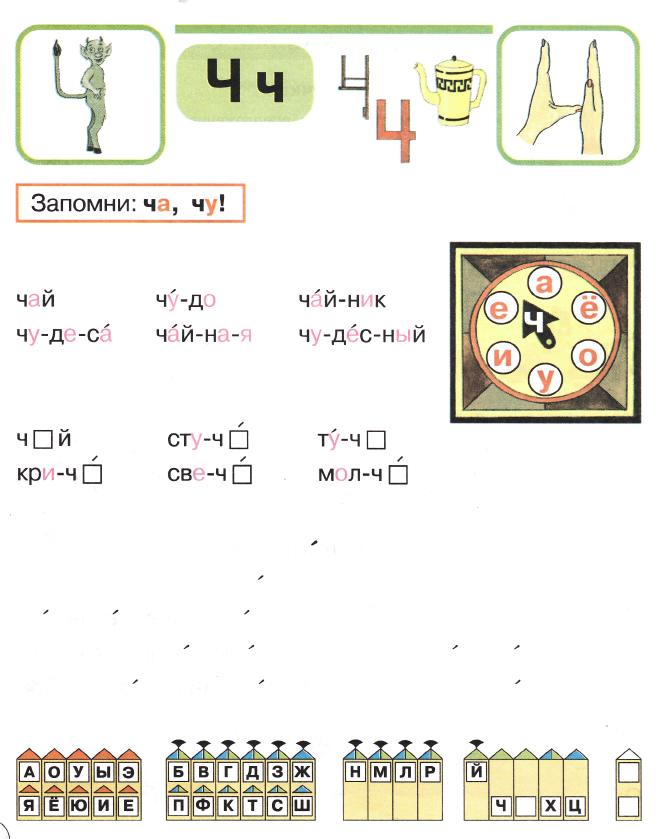 Ч ч
Запомни: ча, чу!
чай чу́-до ча́й-ник
чу-де-са́ ча́й-на-я чу-де́с-ный
а
е ё
ч
и о
у
ч□й сту-ч□́ ту́-ч□
кри-ч□́ све-ч□́ мол-ч□́
А О У Ы Э Б В Г Д З Ж Н М Л Р Й
Я Ё Ю И Е П Ф К Т С Ш Ч Х Ц